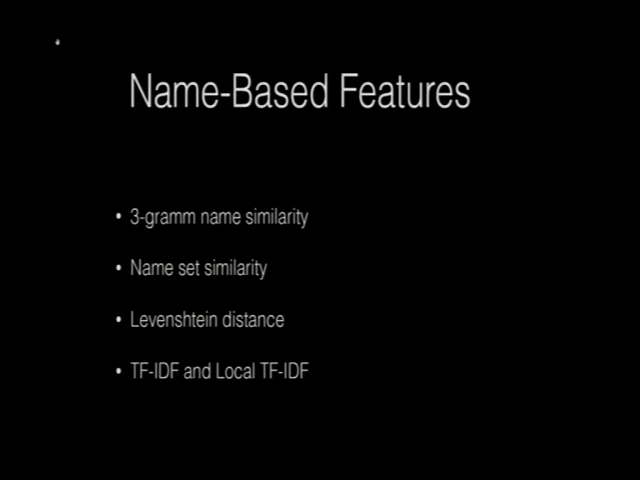 Name-Based Features
• 3-gramm name similarity
• Name set similarity
• Levenshtein distance
• TF-IDF and Local TF-IDF